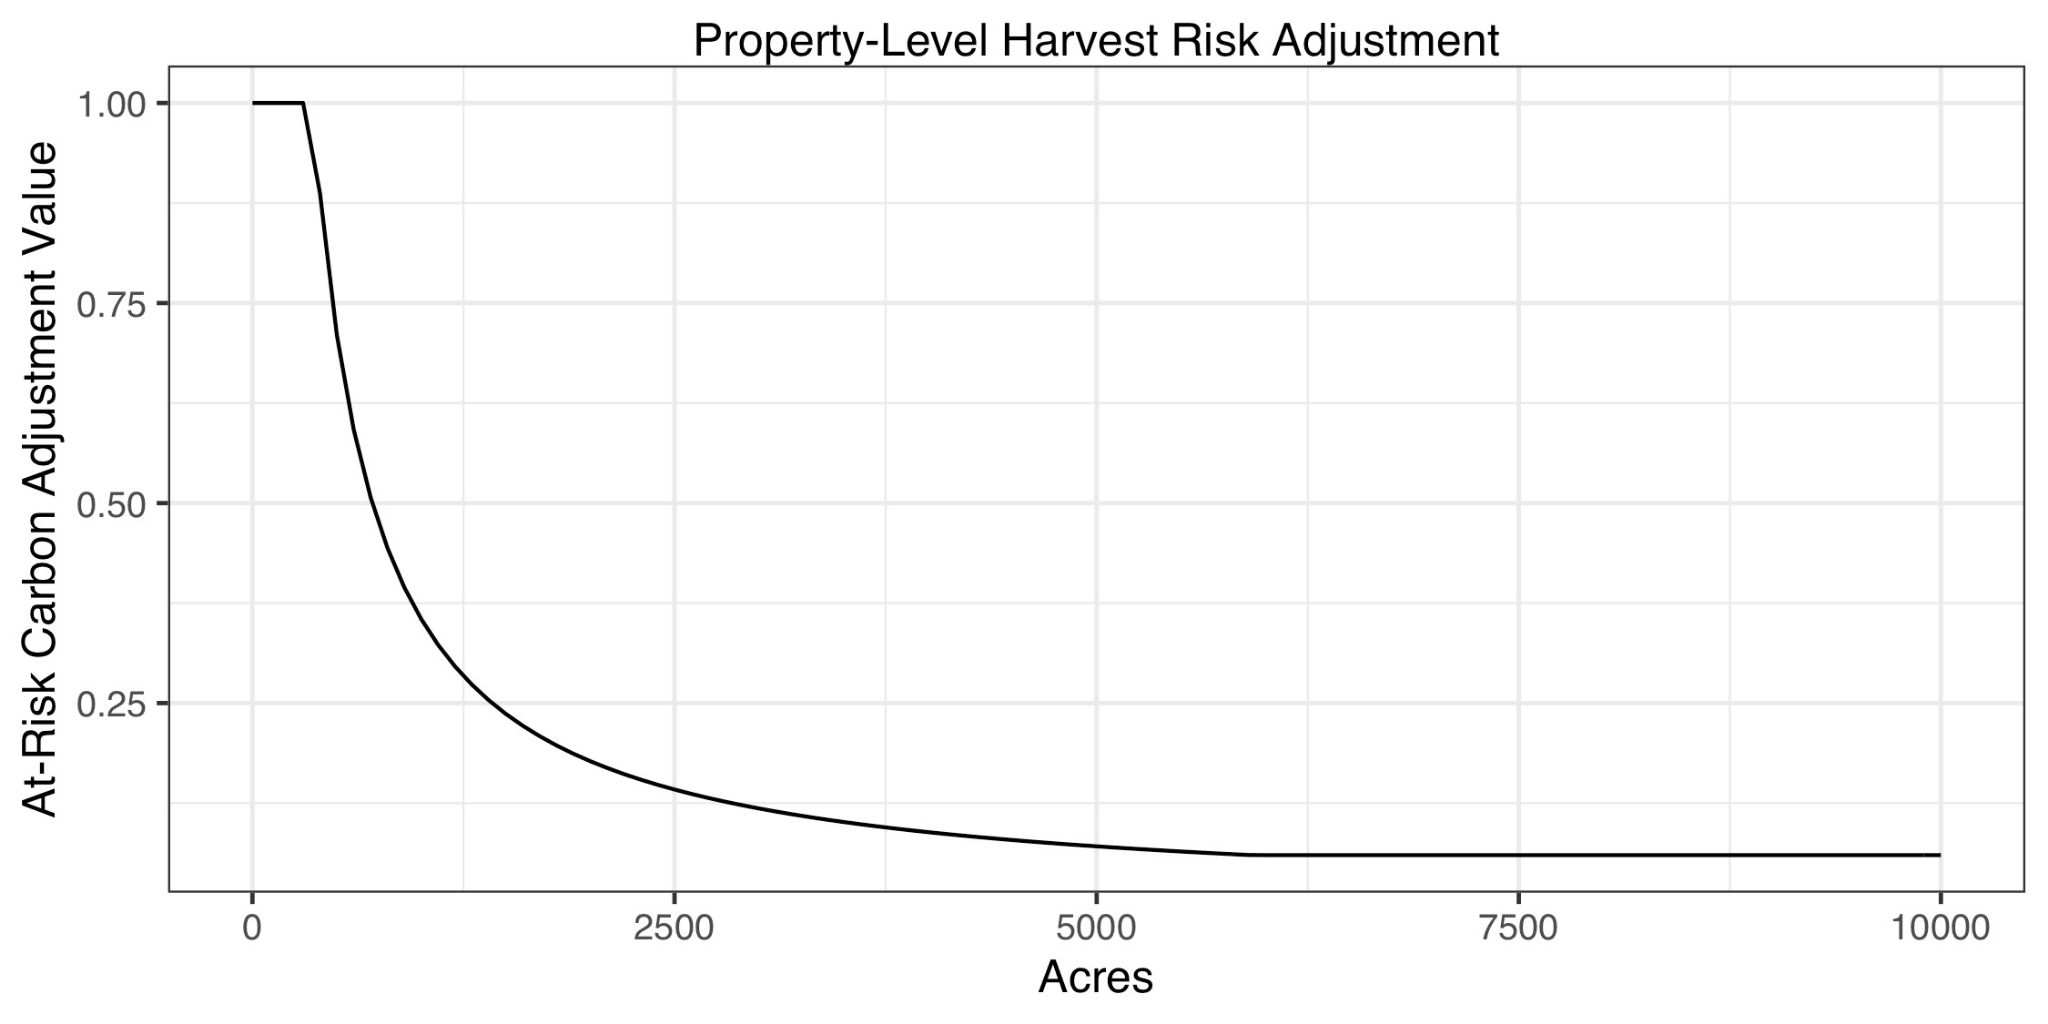 Property-Level Harvest Risk Adjustment
At-Risk Carbon Adjustment Value
1.00
0.75
0.50
0.25
0 2500 5000 7500 10000
Acres